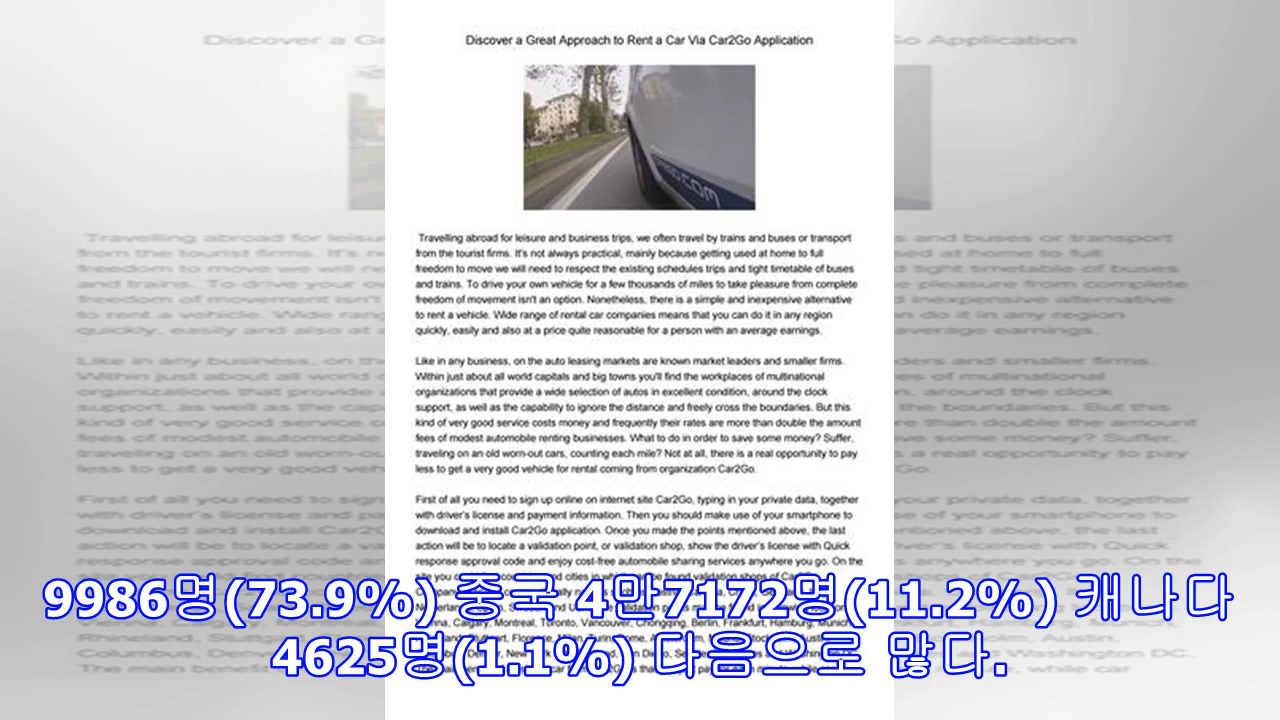 Discover a Great Approach to Rent a Car Via Car2Go Application
.COM
Travelling abroad for leisure and business trips, we often travel by trains and buses or transport
from the tourist firms. It's not always practical, mainly because getting used at home to full
freedom to move we will need to respect the existing schedules trips and tight timetable of buses
and trains. To drive your own vehicle for a few thousands of miles to take pleasure from complete
freedom of movement isn't an option. Nonetheless, there is a simple and inexpensive alternative
to rent a vehicle. Wide range of rental car companies means that you can do it in any region
quickly, easily and also at a price quite reasonable for a person with an average earnings.
Like in any business, on the auto leasing markets are known market leaders and smaller firms.
Within just about all world capitals and big towns you'll find the workplaces of multinational
organizations that provide a wide selection of autos in excellent condition, around the clock
support, as well as the capability to ignore the distance and freely cross the boundaries. But this
kind of very good service costs money and frequently their rates are more than double the amount
fees of modest automobile renting businesses. What to do in order to save some money? Suffer,
traveling on an old worn-out cars, counting each mile? Not at all, there is a real opportunity to pay
less to get a very good vehicle for rental coming from organization Car2Go.
First of all you need to sign up online on internet site Car2Go, typing in your private data, together
with driver's license and payment information. Then you should make use of your smartphone to
download and install Car2Go application. Once you made the points mentioned above, the last
action will be to locate a validation point, or validation shop, show the driver's license with Quick
response approval code and enjoy cost-free automobile sharing services anywhere you go. On the
9986명(73.9%) 중국 4만7172명(11.2%) 캐나다
Calgary, Montreal, Toronto, Vancouver, Chongqing, Berlin, Frankfurt, Hamburg, Munich
4625명(1.1%) 다음으로 많다.